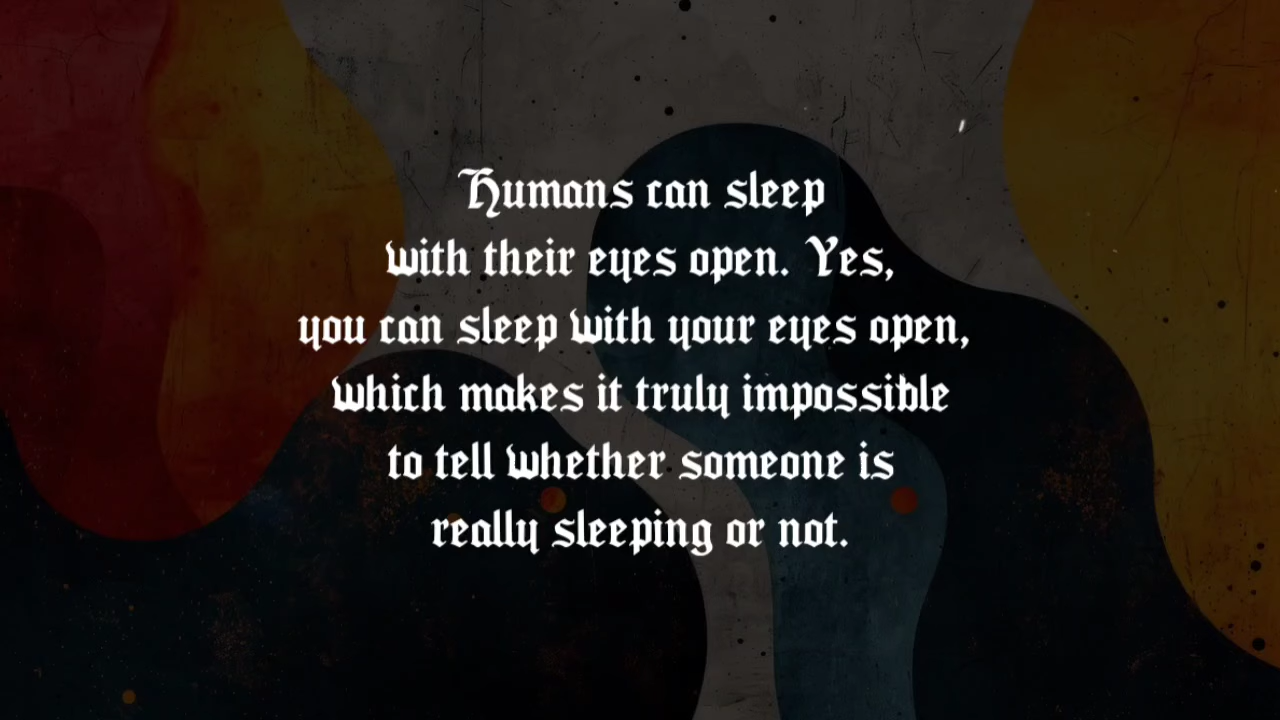 Humans can sleep
with their eyes open. Yes,
you can sleep with your eyes open,
which makes it truly impossible
to tell whether someone is
really sleeping or not.